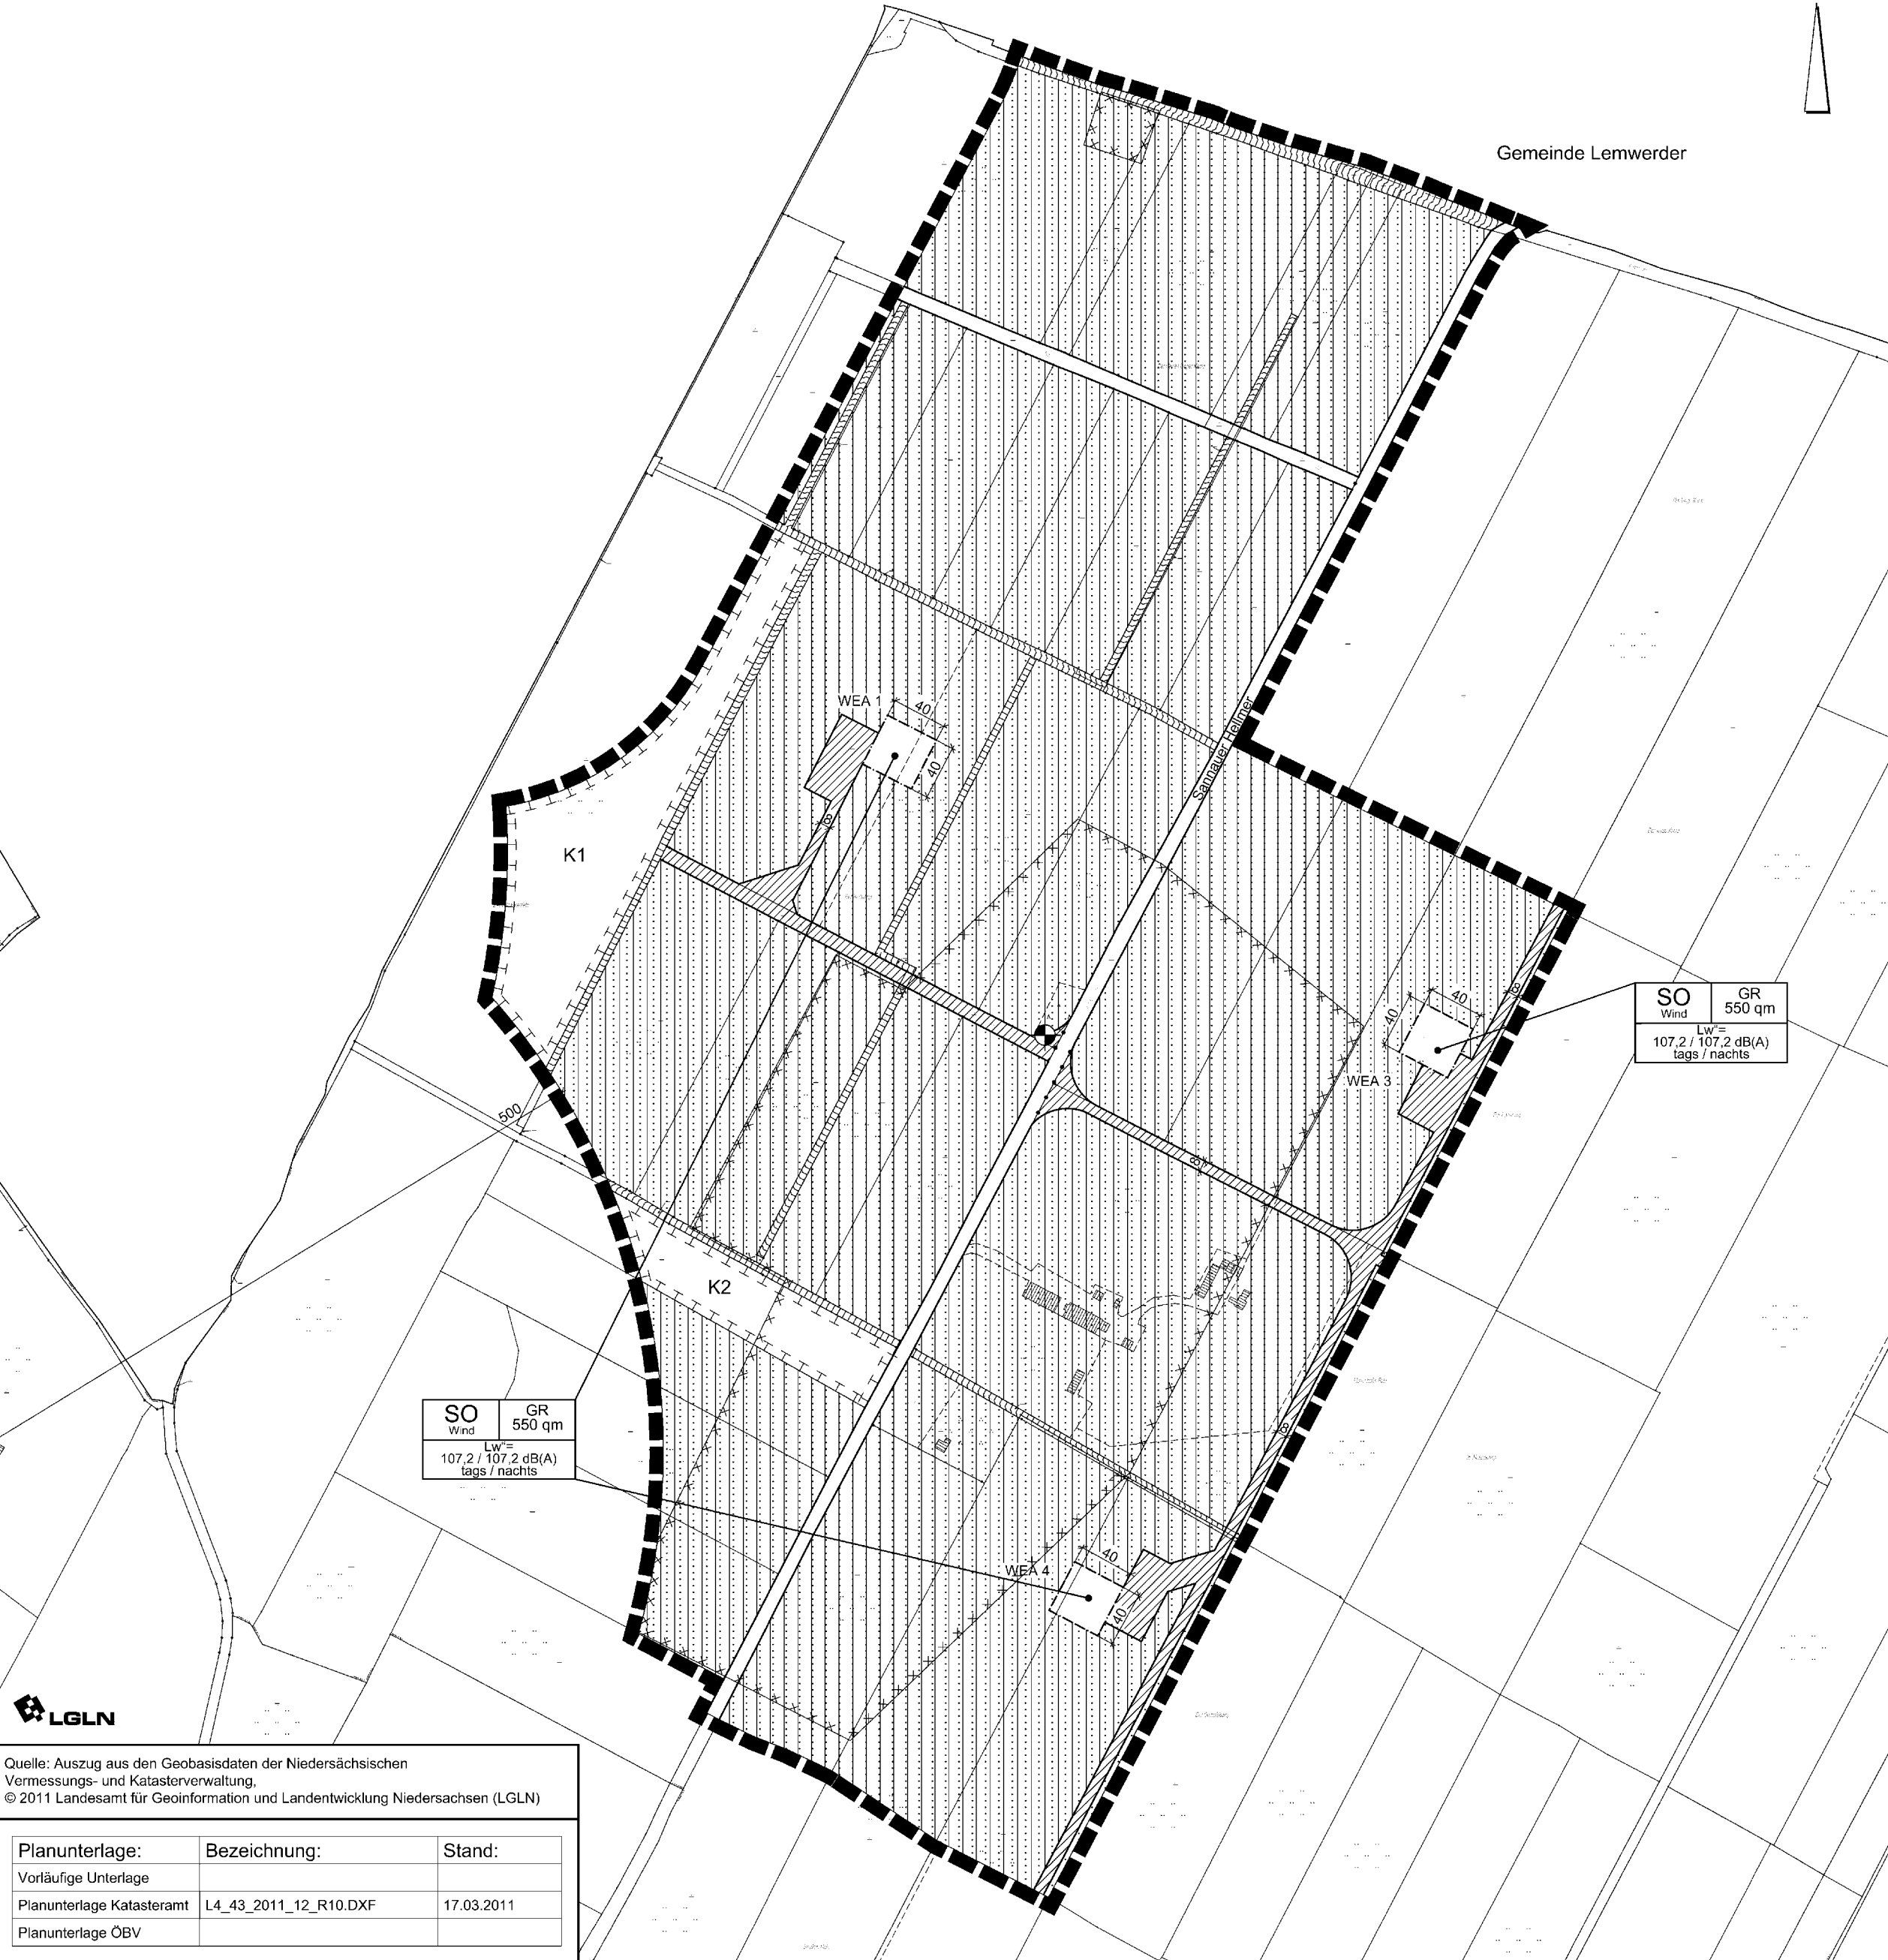 Gemeinde Lemwerder
WEA 1
40
40
8
Sannauer Hellmer
K1
SO
Wind
GR
550 qm
Lw"=
107,2 / 107,2 dB(A)
tags / nachts
40
40
8
WEA 3
500
8
K2
SO
Wind
GR
550 qm
Lw"=
107,2 / 107,2 dB(A)
tags / nachts
8
WEA 4
40
40
LGLN
Quelle: Auszug aus den Geobasisdaten der Niedersächsischen
Vermessungs- und Katasterverwaltung,
© 2011 Landesamt für Geoinformation und Landentwicklung Niedersachsen (LGLN)
Planunterlage: Bezeichnung: Stand:
Vorläufige Unterlage
Planunterlage Katasteramt L4_43_2011_12_R10.DXF 17.03.2011
Planunterlage ÖBV